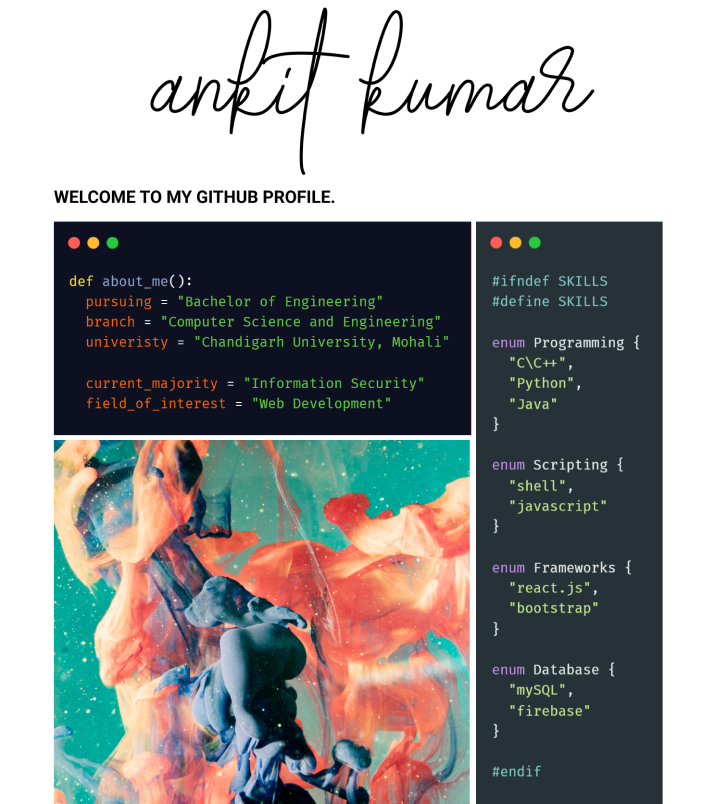 ankit kumar
WELCOME TO MY GITHUB PROFILE.
def about_me():
pursuing = "Bachelor of Engineering"
branch = "Computer Science and Engineering"
univeristy = "Chandigarh University, Mohali"
current_majority = "Information Security"
field_of_interest = "Web Development"
#ifndef SKILLS
#define SKILLS
enum Programming {
"C\C++",
"Python",
"Java"
}
enum Scripting {
"shell",
"javascript"
}
enum Frameworks {
"react.js",
"bootstrap"
}
enum Database {
"mySQL",
"firebase"
}
#endif